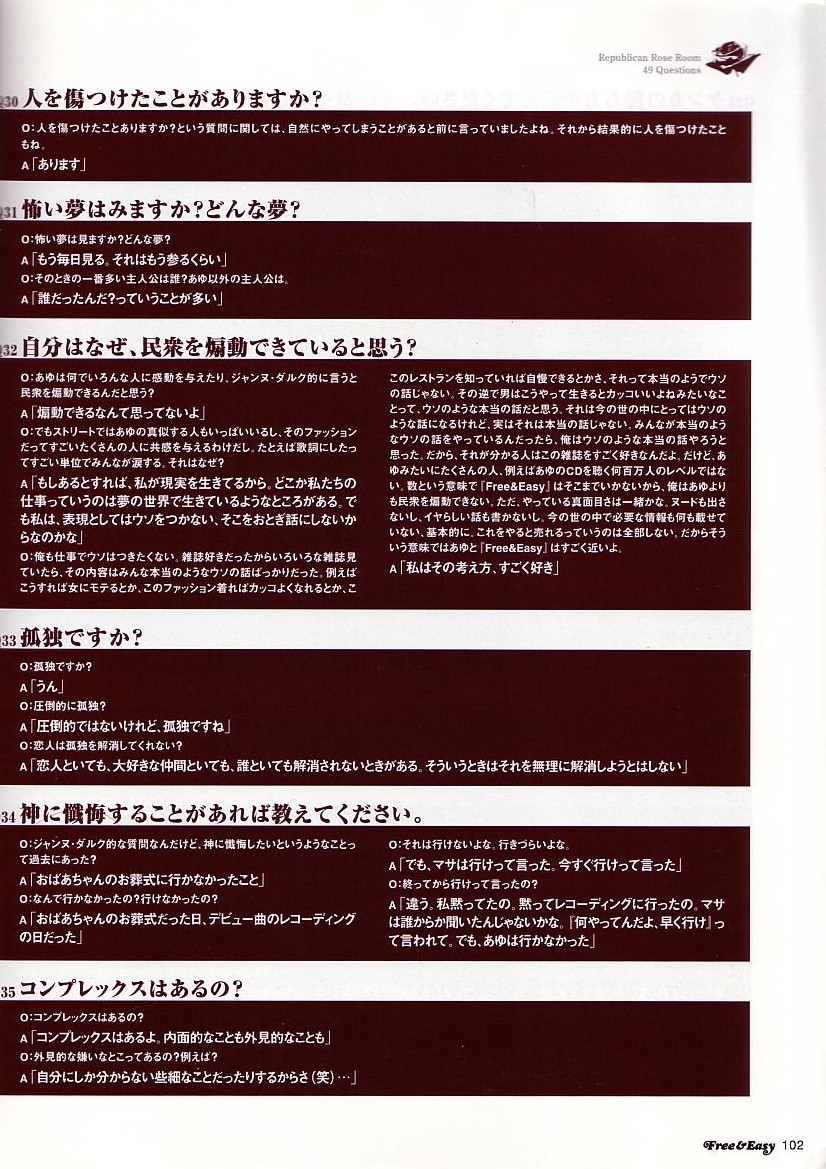 Republican Rose Room
49 Questions
Q30 人を傷つけたことがありますか?
O:人を傷つけたことありますか?という質問に関しては、自然にやってしまうことがあると前に言っていましたよね。それから結果的に人を傷つけたこと
もね。
A「あります」
Q31 怖い夢はみますか?どんな夢?
O:怖い夢は見ますか?どんな夢?
A「もう毎日見る。それはもう参るくらい」
O:そのときの一番多い主人公は誰?あゆ以外の主人公は。
A「誰だったんだ?っていうことが多い」
Q32 自分はなぜ、民衆を煽動できていると思う?
O:あゆは何でいろんな人に感動を与えたり、ジャンヌ・ダルク的に言うと
民衆を煽動できるんだと思う?
A「煽動できるなんて思ってないよ」
O:でもストリートではあゆの真似する人もいっぱいいるし、そのファッション
だってすごいたくさんの人に共感を与えるわけだし。たとえば歌詞にしたっ
てすごい単位でみんなが涙する。それはなぜ?
A「もしあるとすれば、私が現実を生きてるから。どこか私たちの
仕事っていうのは夢の世界で生きているようなところがある。で
も私は、表現としてはウソをつかない、そこをおとぎ話にしないか
らなのかな」
O:俺も仕事でウソはつきたくない。雑誌好きだったからいろいろな雑誌見
ていたら、その内容はみんな本当のようなウソの話ばっかりだった。例えば
こうすれば女にモテるとか、このファッション着ればカッコよくなれるとか、こ
このレストランを知っていれば自慢できるとかさ、それって本当のようでウソ
の話じゃない。その逆で男はこうやって生きるとカッコいいよねみたいなこ
とって、ウソのような本当の話だと思う。それは今の世の中にとってはウソの
ような話になるけれど、実はそれは本当の話じゃない。みんなが本当のよう
なウソの話をやっているんだったら、俺はウソのような本当の話やろうと
思った。だから、それが分かる人はこの雑誌をすごく好きなんだよ。だけど、あ
ゆみたいにたくさんの人、例えばあゆのCDを聴く何百万人のレベルではな
い。数という意味で『Free&Easy』はそこまでいかないから、俺はあゆより
も民衆を煽動できない。ただ、やっている真面目さは一緒かな。ヌードも出さ
ないし、イヤらしい話も書かないし。今の世の中で必要な情報も何も載せて
いない、基本的に。これをやると売れるっていうのは全部しない。だからそう
いう意味ではあゆと『Free&Easy』はすごく近いよ。
A「私はその考え方、すごく好き」
Q33 孤独ですか?
O:孤独ですか?
A「うん」
O:圧倒的に孤独?
A「圧倒的ではないけれど、孤独ですね」
O:恋人は孤独を解消してくれない?
A「恋人といても、大好きな仲間といても、誰といても解消されないときがある。そういうときはそれを無理に解消しようとはしない」
34 神に懺悔することがあれば教えてください。
O:ジャンヌ・ダルク的な質問なんだけど、神に懺悔したいというようなことっ
て過去にあった?
A「おばあちゃんのお葬式に行かなかったこと」
O:なんで行かなかったの?行けなかったの?
A「おばあちゃんのお葬式だった日、デビュー曲のレコーディング
の日だった」
O:それは行けないよな。行きづらいよな。
A「でも、マサは行けって言った。今すぐ行けって言った」
O:終ってから行けって言ったの?
A「違う。私黙ってたの。黙ってレコーディングに行ったの。マサ
は誰からか聞いたんじゃないかな。『何やってんだよ、早く行け』っ
て言われて。でも、あゆは行かなかった」
35 コンプレックスはあるの?
O:コンプレックスはあるの?
A「コンプレックスはあるよ。内面的なことも外見的なことも」
O:外見的な嫌いなとこってあるの?例えば?
A「自分にしか分からない些細なことだったりするからさ(笑)…」
Free&Easy 102